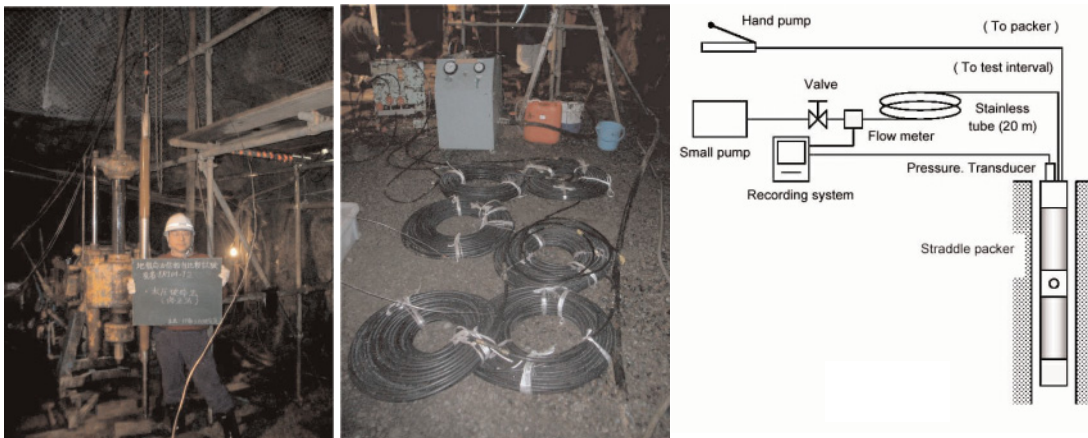 Hand pump
( To packer )
( To test interval)
Valve
Stainless
tube (20 m)
Small pump
Flow meter
Pressure. Transducer
Recording system
Straddle packer